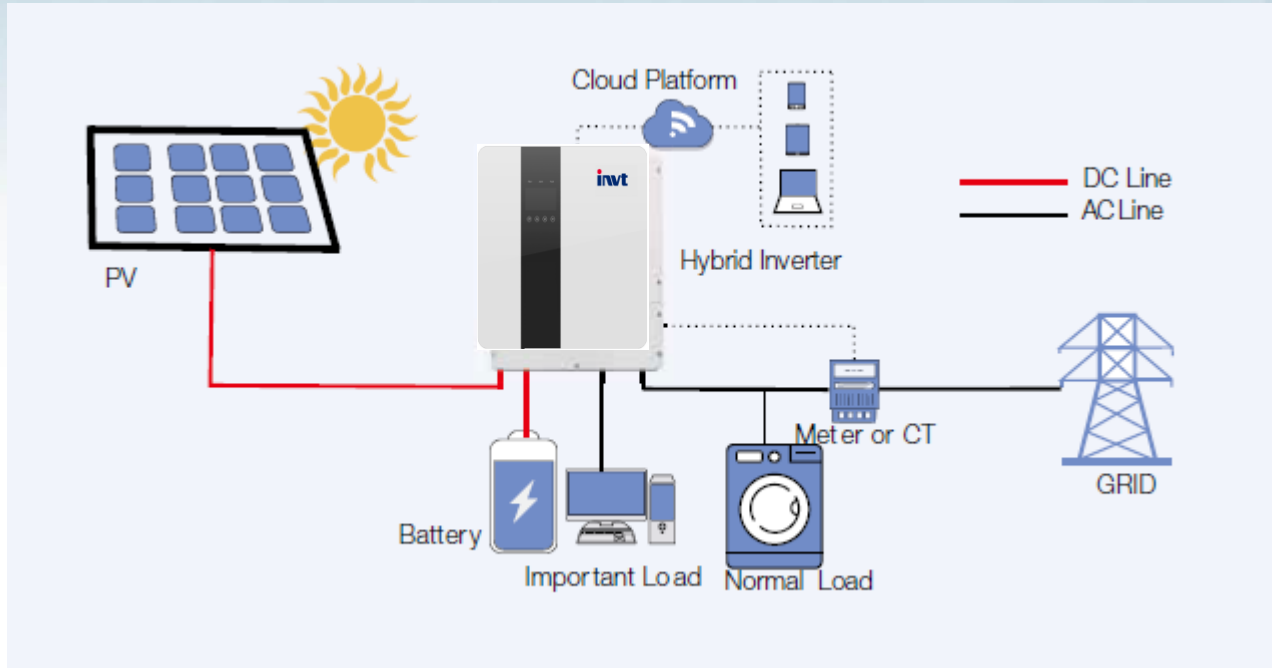 Cloud Platform
invt
DC Line
AC Line
Hybrid Inverter
PV
Meter or CT
GRID
Battery
Important Load
Normal Load